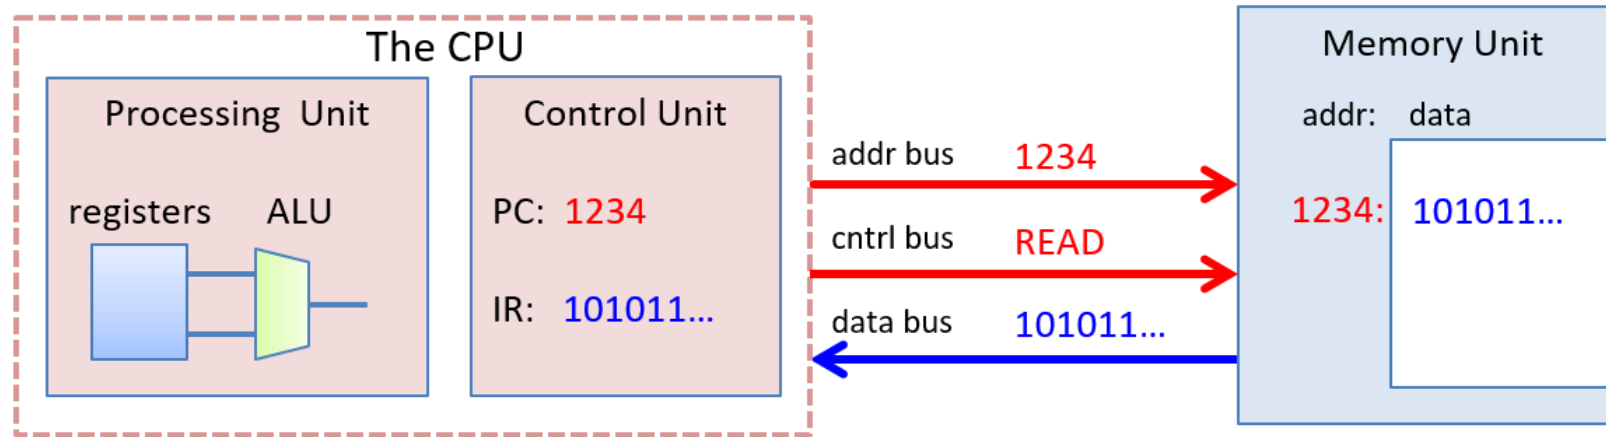 The CPU
Processing Unit
registers ALU
Control Unit
PC: 1234
IR: 101011...
addr bus 1234
cntrl bus READ
data bus 101011...
Memory Unit
addr: data
1234: 101011...